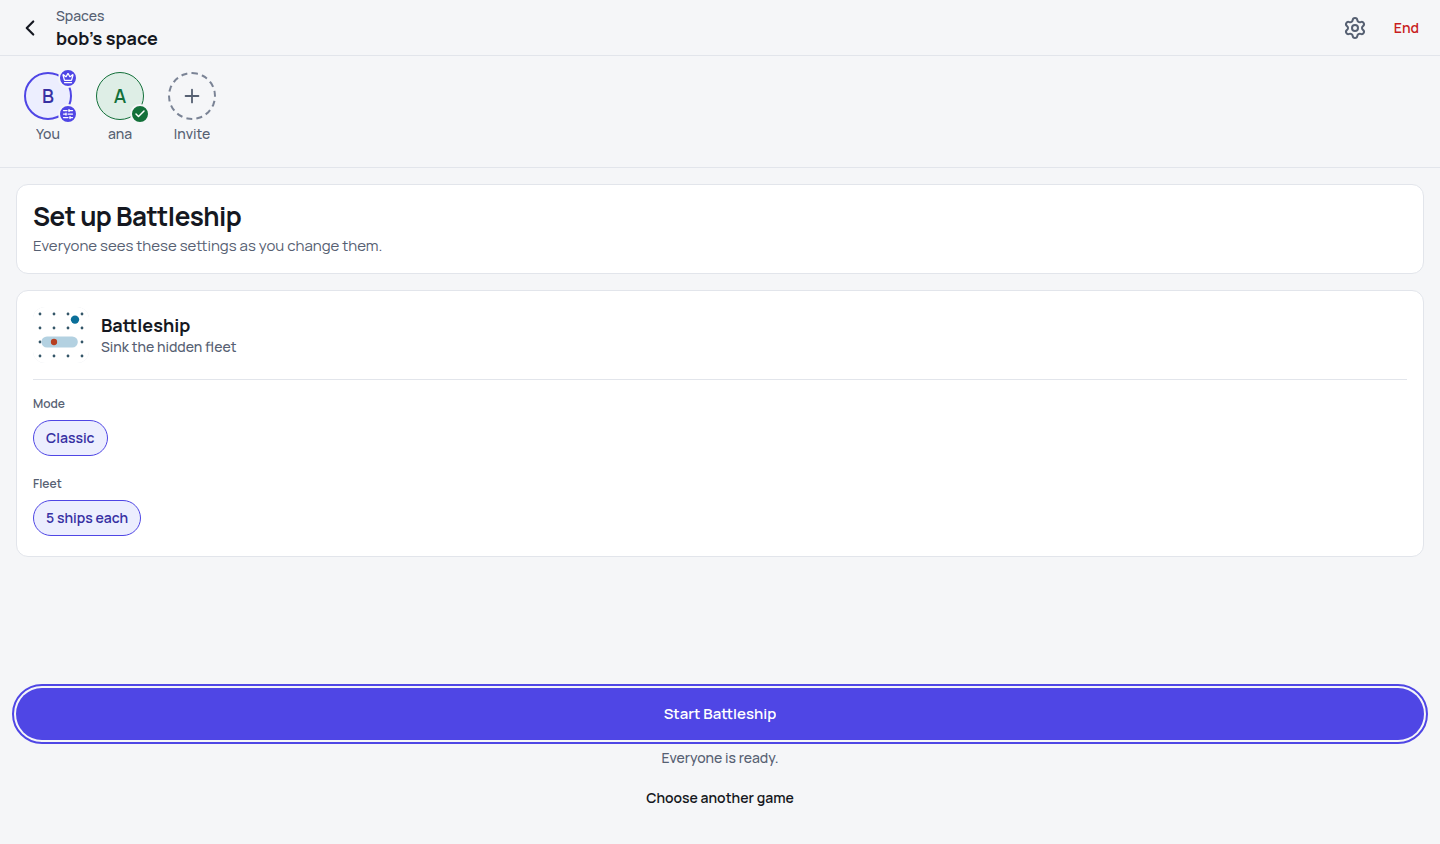 Spaces
bob's space
End
B
A
You
ana
Invite
Set up Battleship
Everyone sees these settings as you change them.
Battleship
Sink the hidden fleet
Mode
Classic
Fleet
5 ships each
Start Battleship
Everyone is ready.
Choose another game